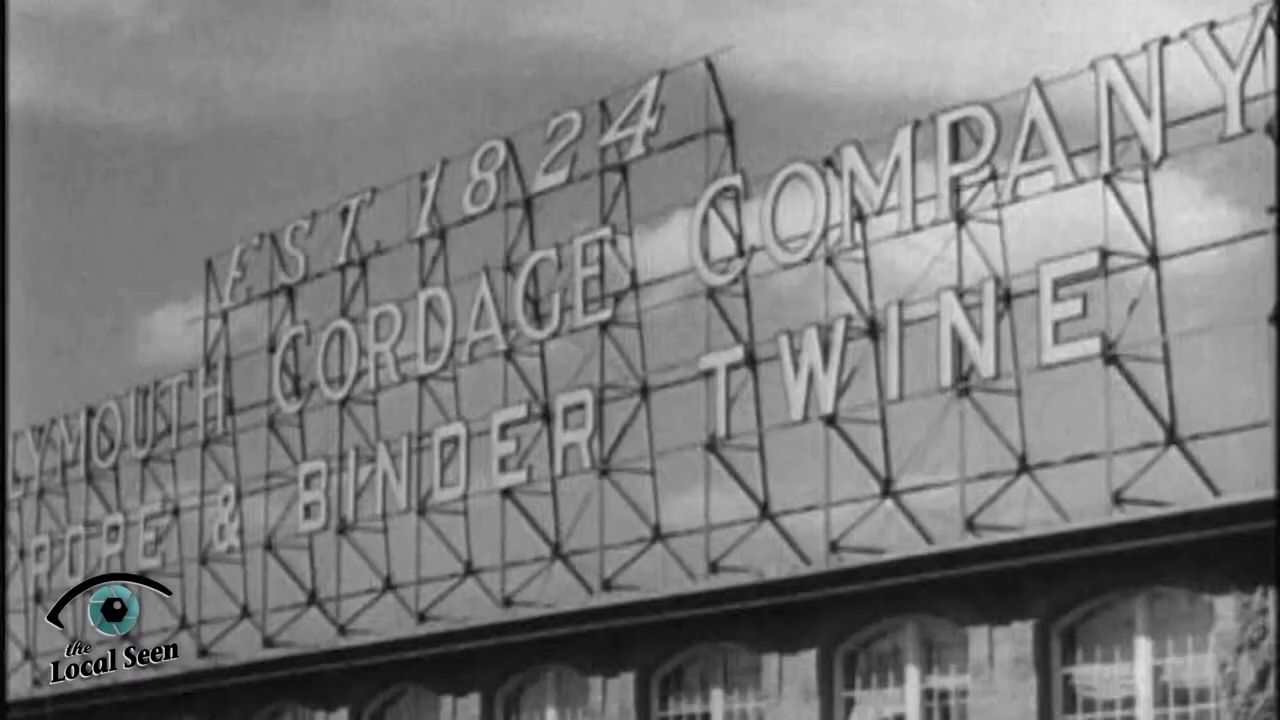 EST. 1824
LYMOUTH CORDAGE COMPANY
ROPE & BINDER TWINE
the
Local Seen